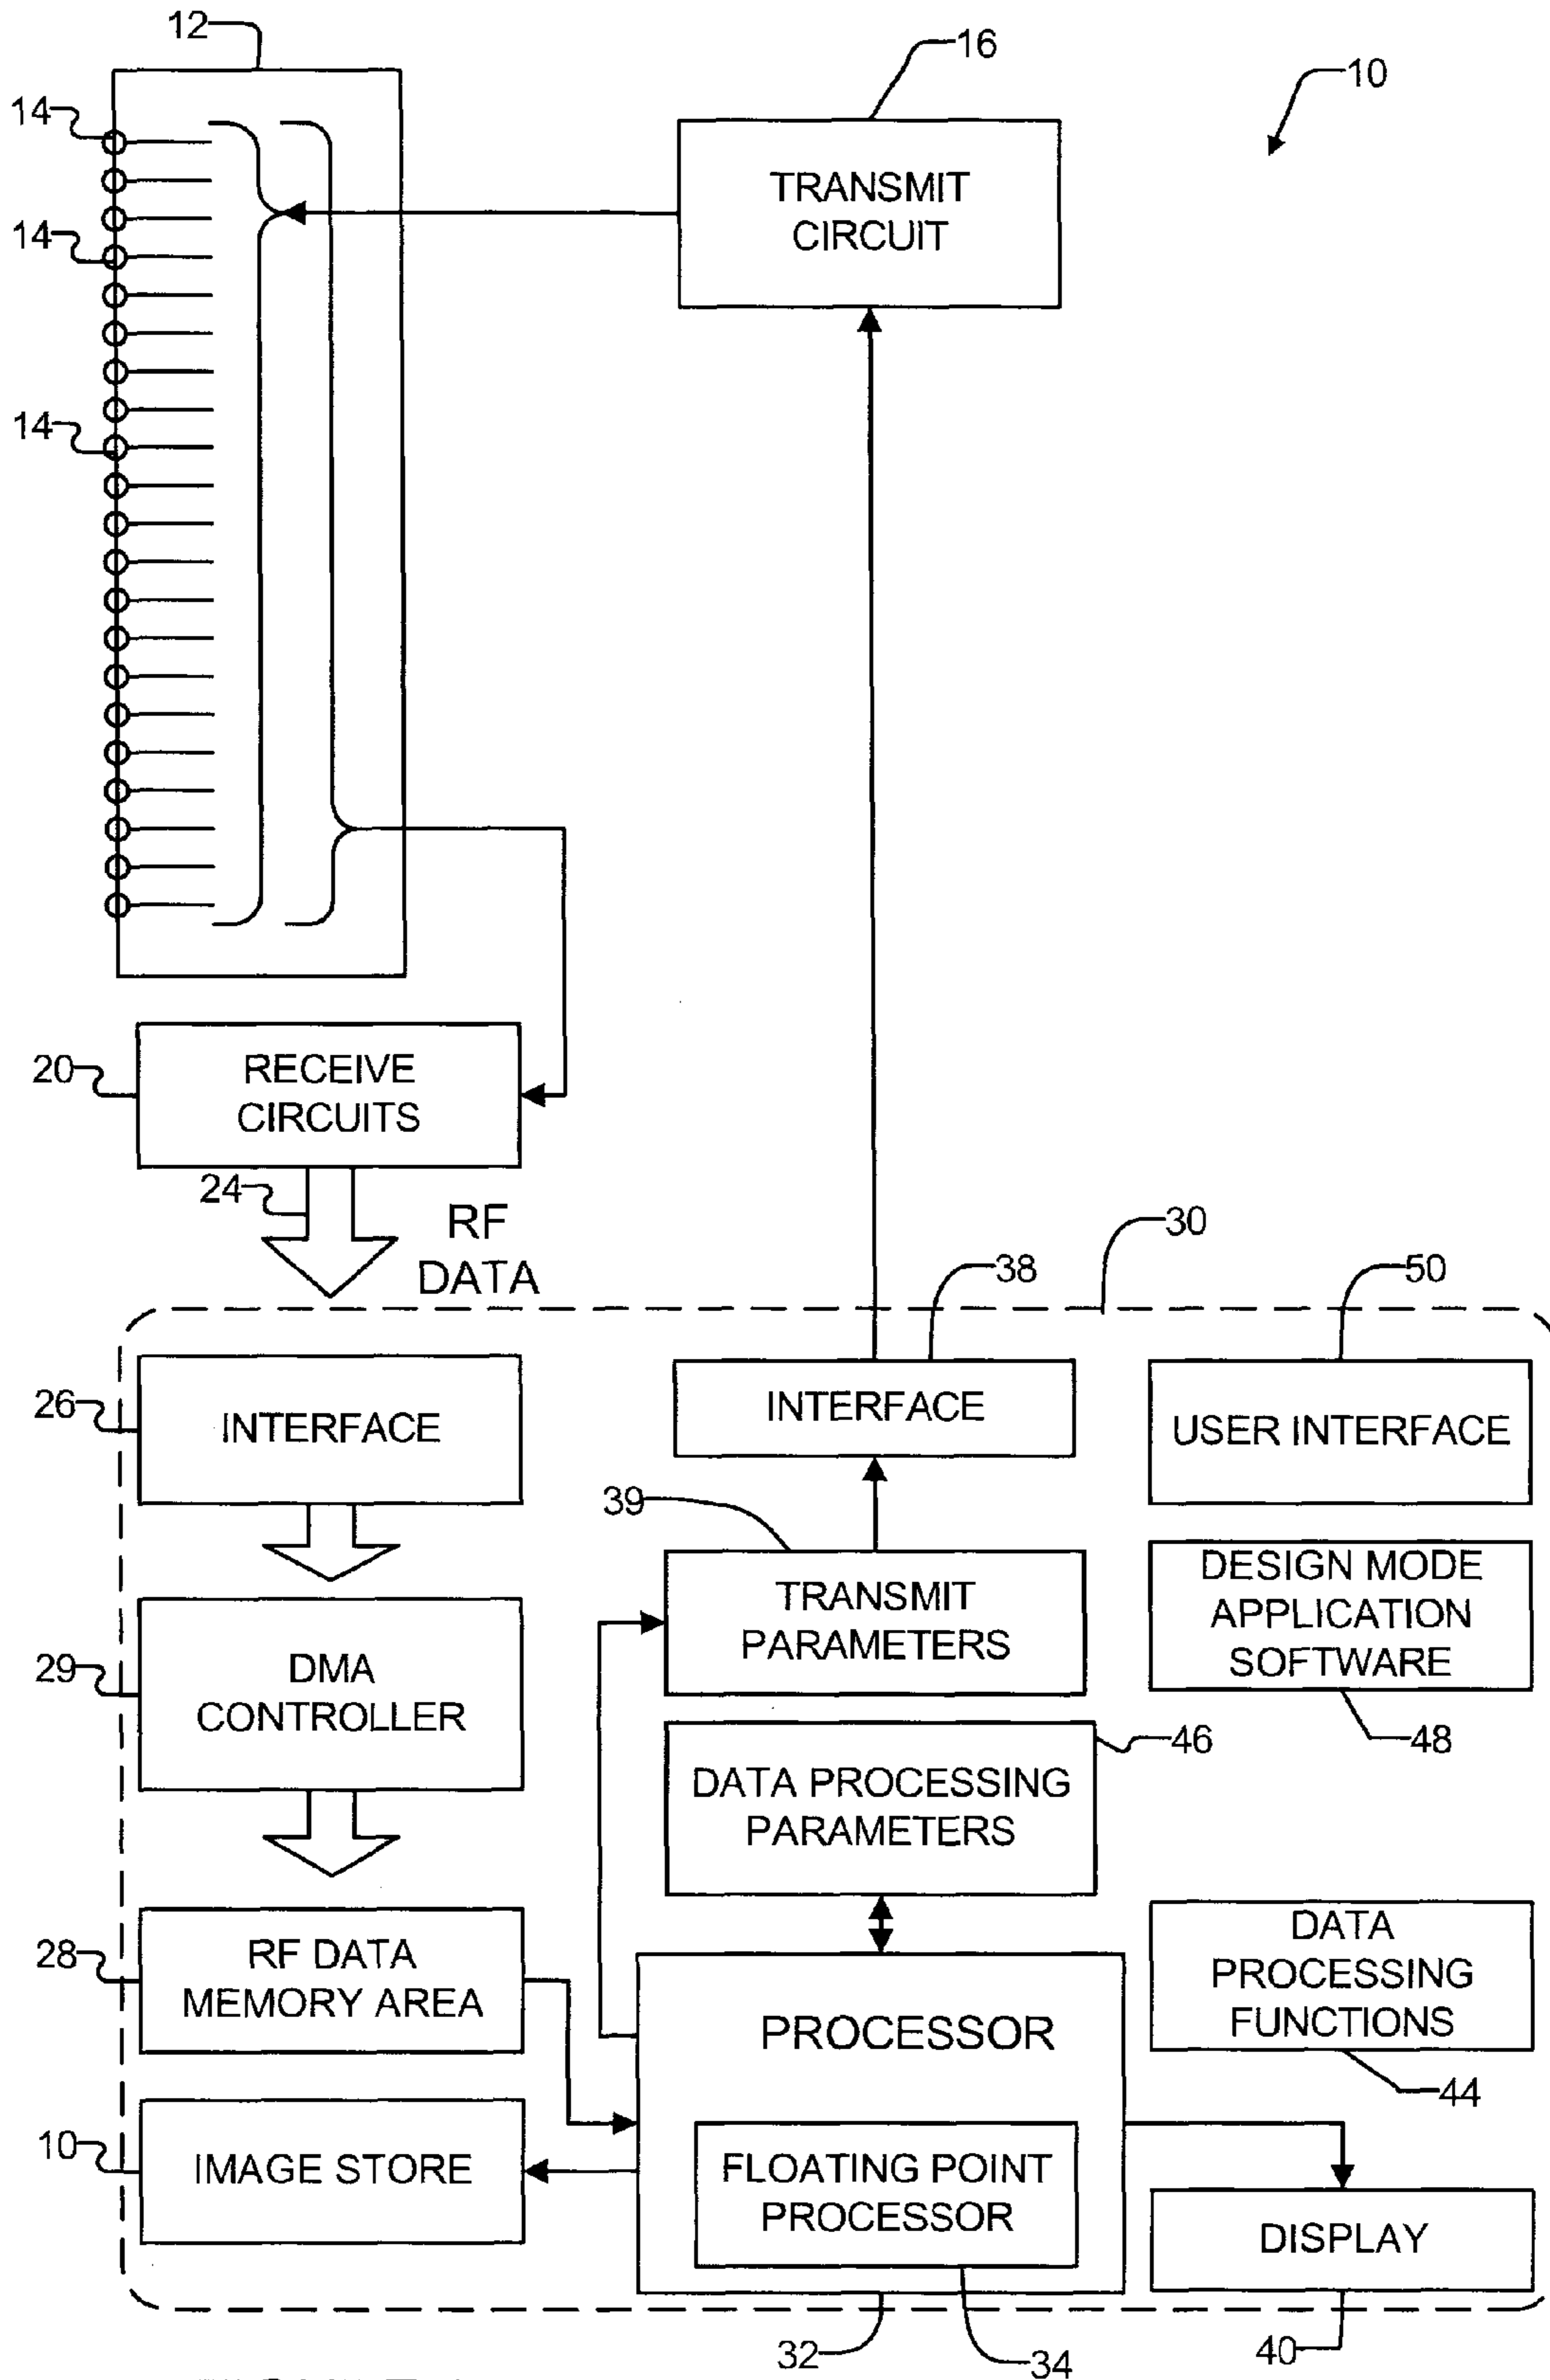 12
16
10
14
TRANSMIT
CIRCUIT
14
14
20
RECEIVE
CIRCUITS
24
RF
DATA
30
38
50
26
INTERFACE
INTERFACE
USER INTERFACE
39
29
DMA
CONTROLLER
TRANSMIT
PARAMETERS
DESIGN MODE
APPLICATION
SOFTWARE
46
48
DATA PROCESSING
PARAMETERS
28
RF DATA
MEMORY AREA
PROCESSOR
DATA
PROCESSING
FUNCTIONS
44
10
IMAGE STORE
FLOATING POINT
PROCESSOR
DISPLAY
32
34
40